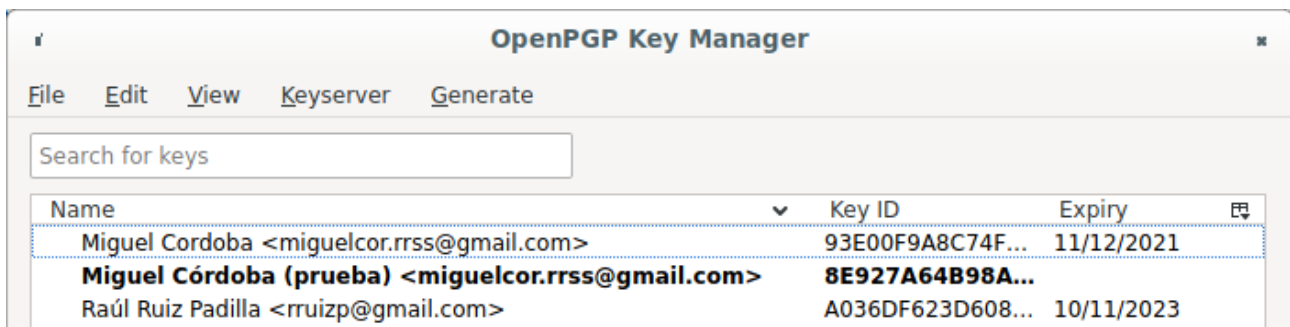 OpenPGP Key Manager
File Edit View Keyserver Generate
Search for keys
Name Key ID Expiry
Miguel Cordoba <miguelcor.rrss@gmail.com> 93E00F9A8C74F... 11/12/2021
Miguel Córdoba (prueba) <miguelcor.rrss@gmail.com> 8E927A64B98A...
Raúl Ruiz Padilla <rruizp@gmail.com> A036DF623D608... 10/11/2023